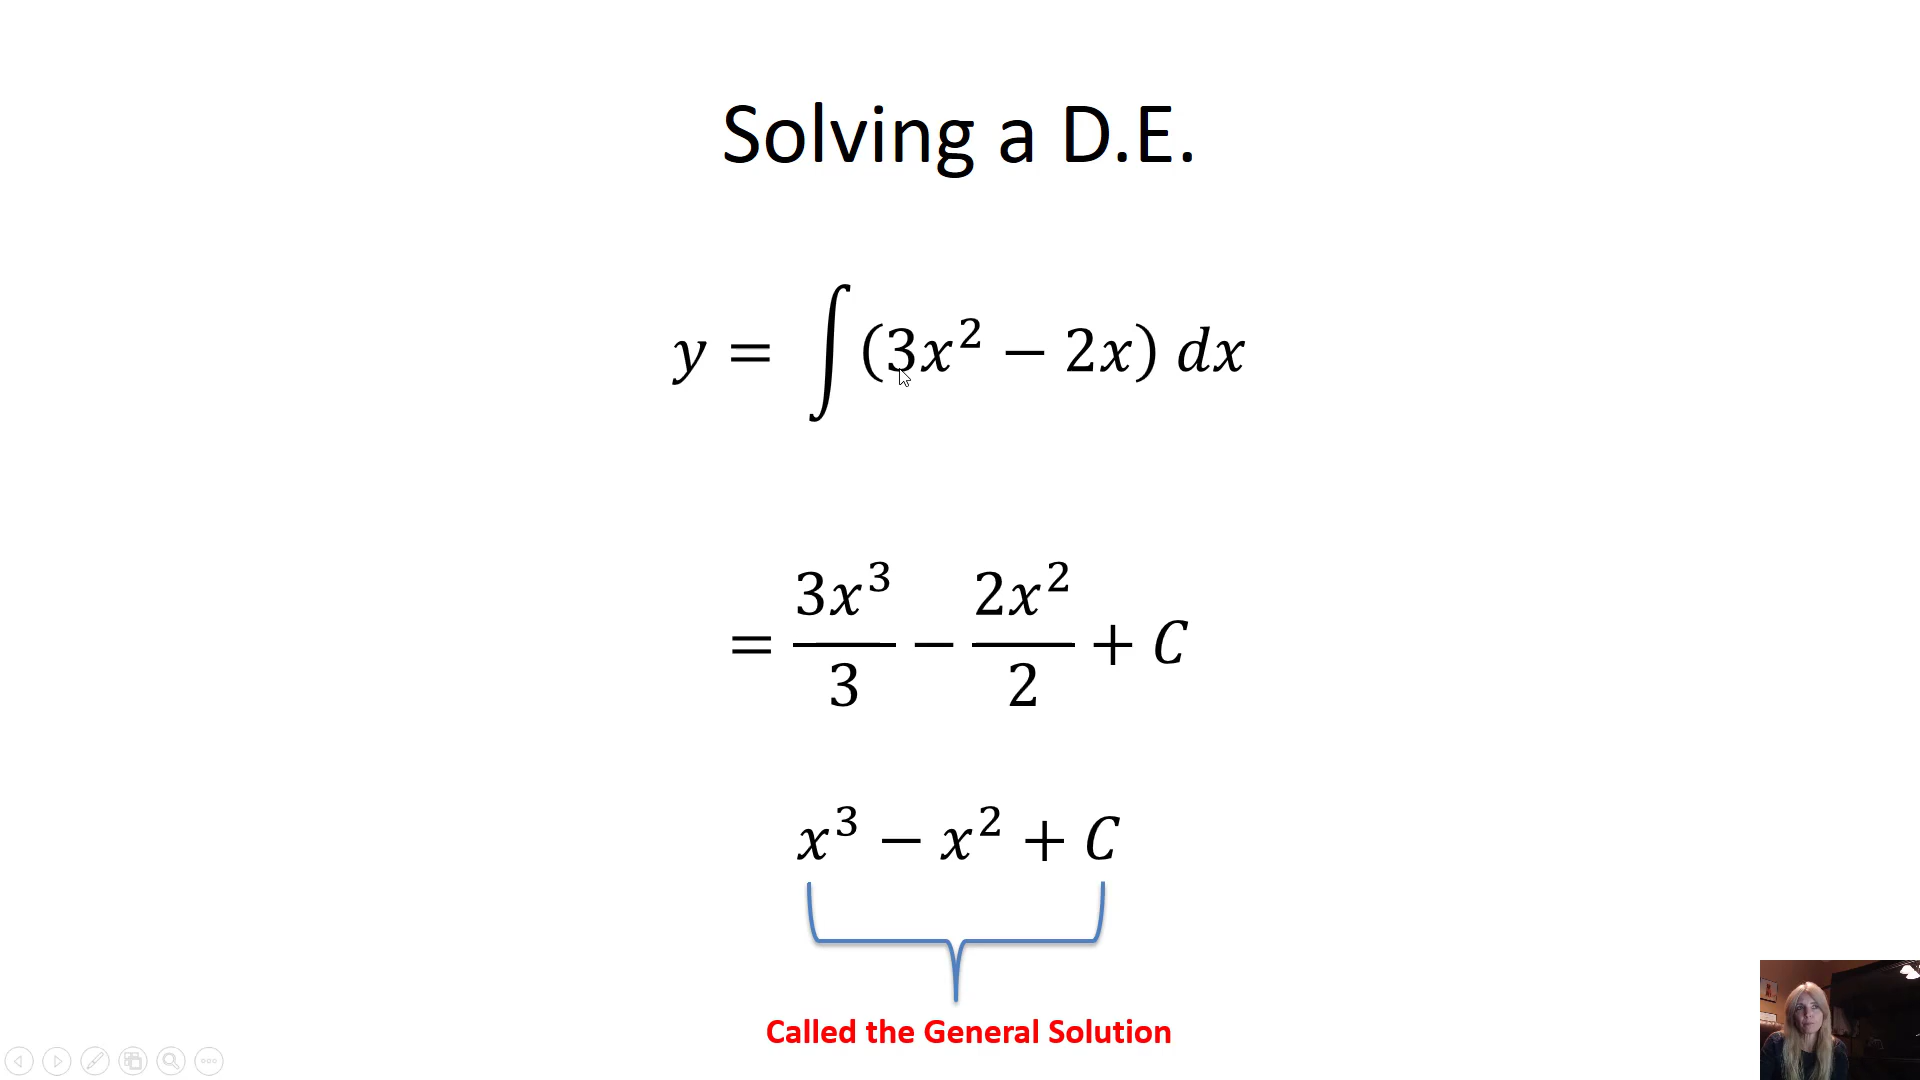 Solving a D.E.
y = ∫(3x² − 2x) dx
= 3x³/3 − 2x²/2 + C
x³ − x² + C
Called the General Solution